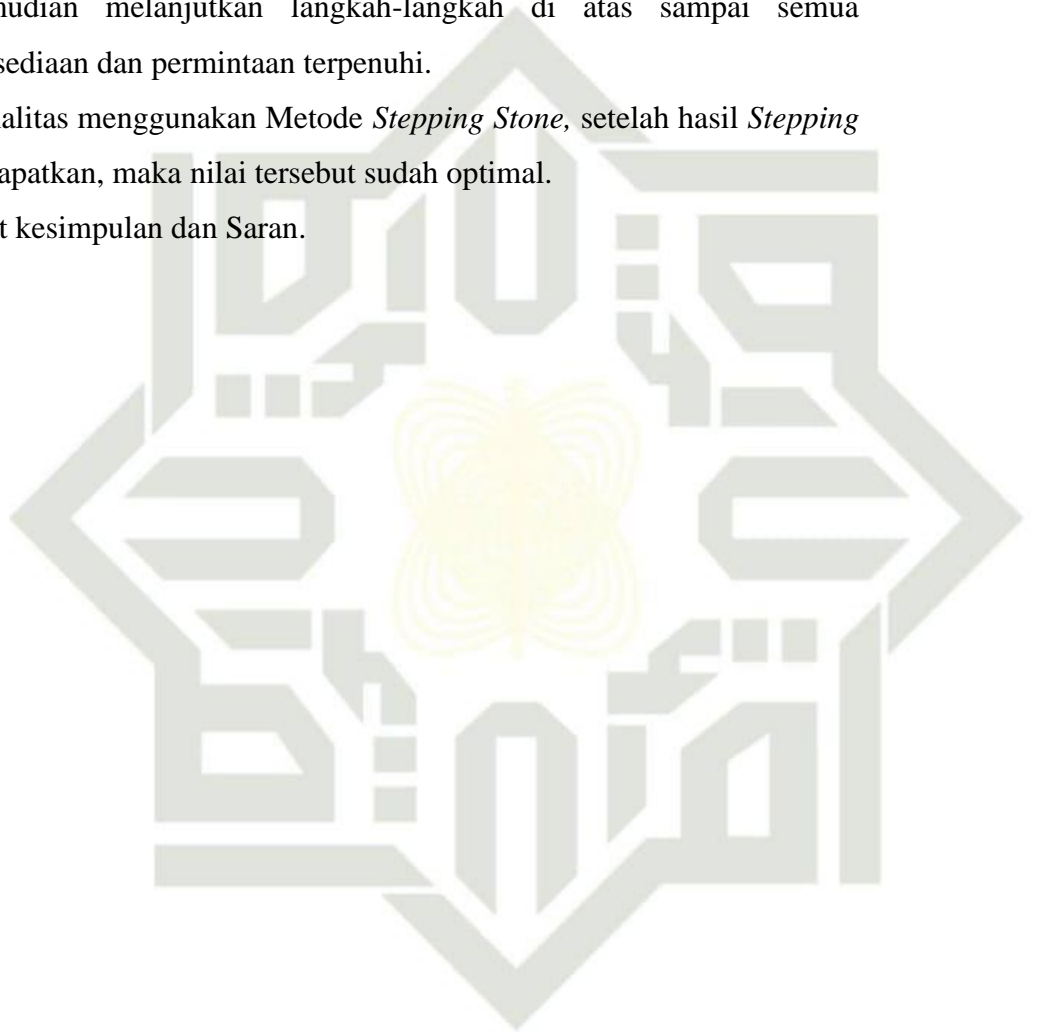 mudian melanjutkan langkah-langkah di atas sampai semua
sediaan dan permintaan terpenuhi.
alitas menggunakan Metode Stepping Stone, setelah hasil Stepping
apatkan, maka nilai tersebut sudah optimal.
t kesimpulan dan Saran.